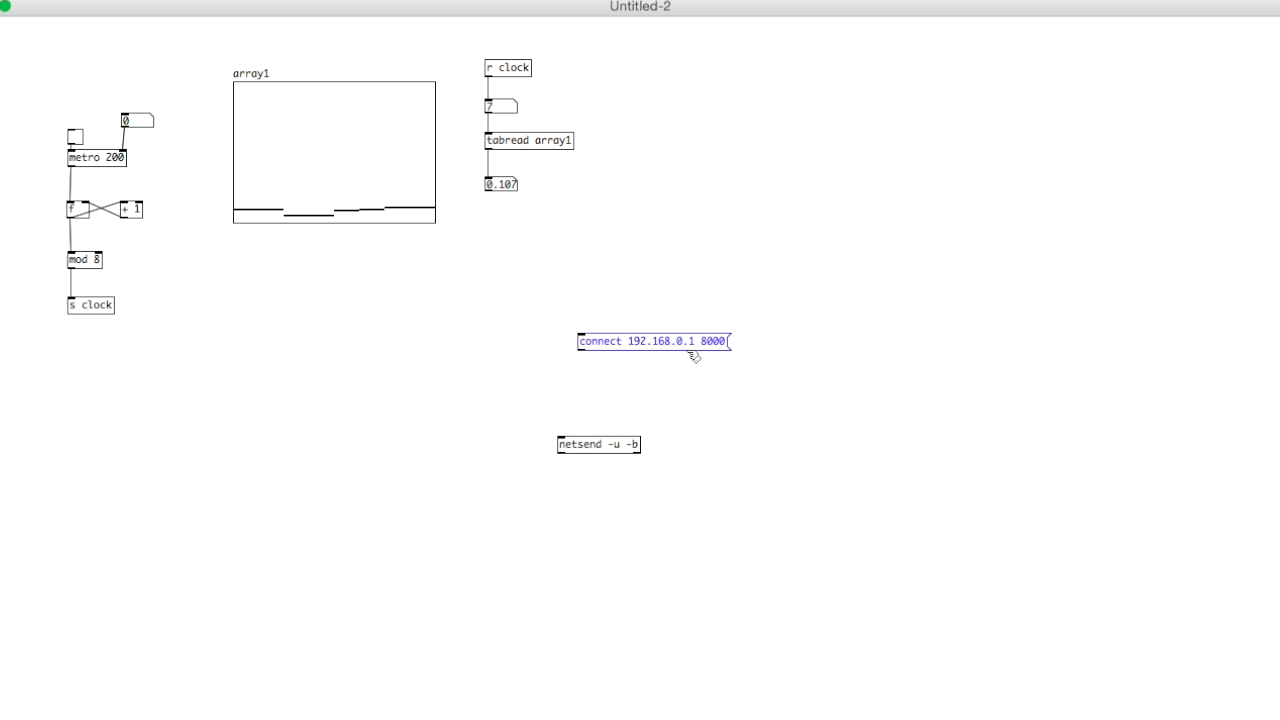 Untitled-2
array1
r clock
0
7
metro 200
tabread array1
0.107
f
+ 1
mod 8
s clock
connect 192.168.0.1 8000
netsend -u -b